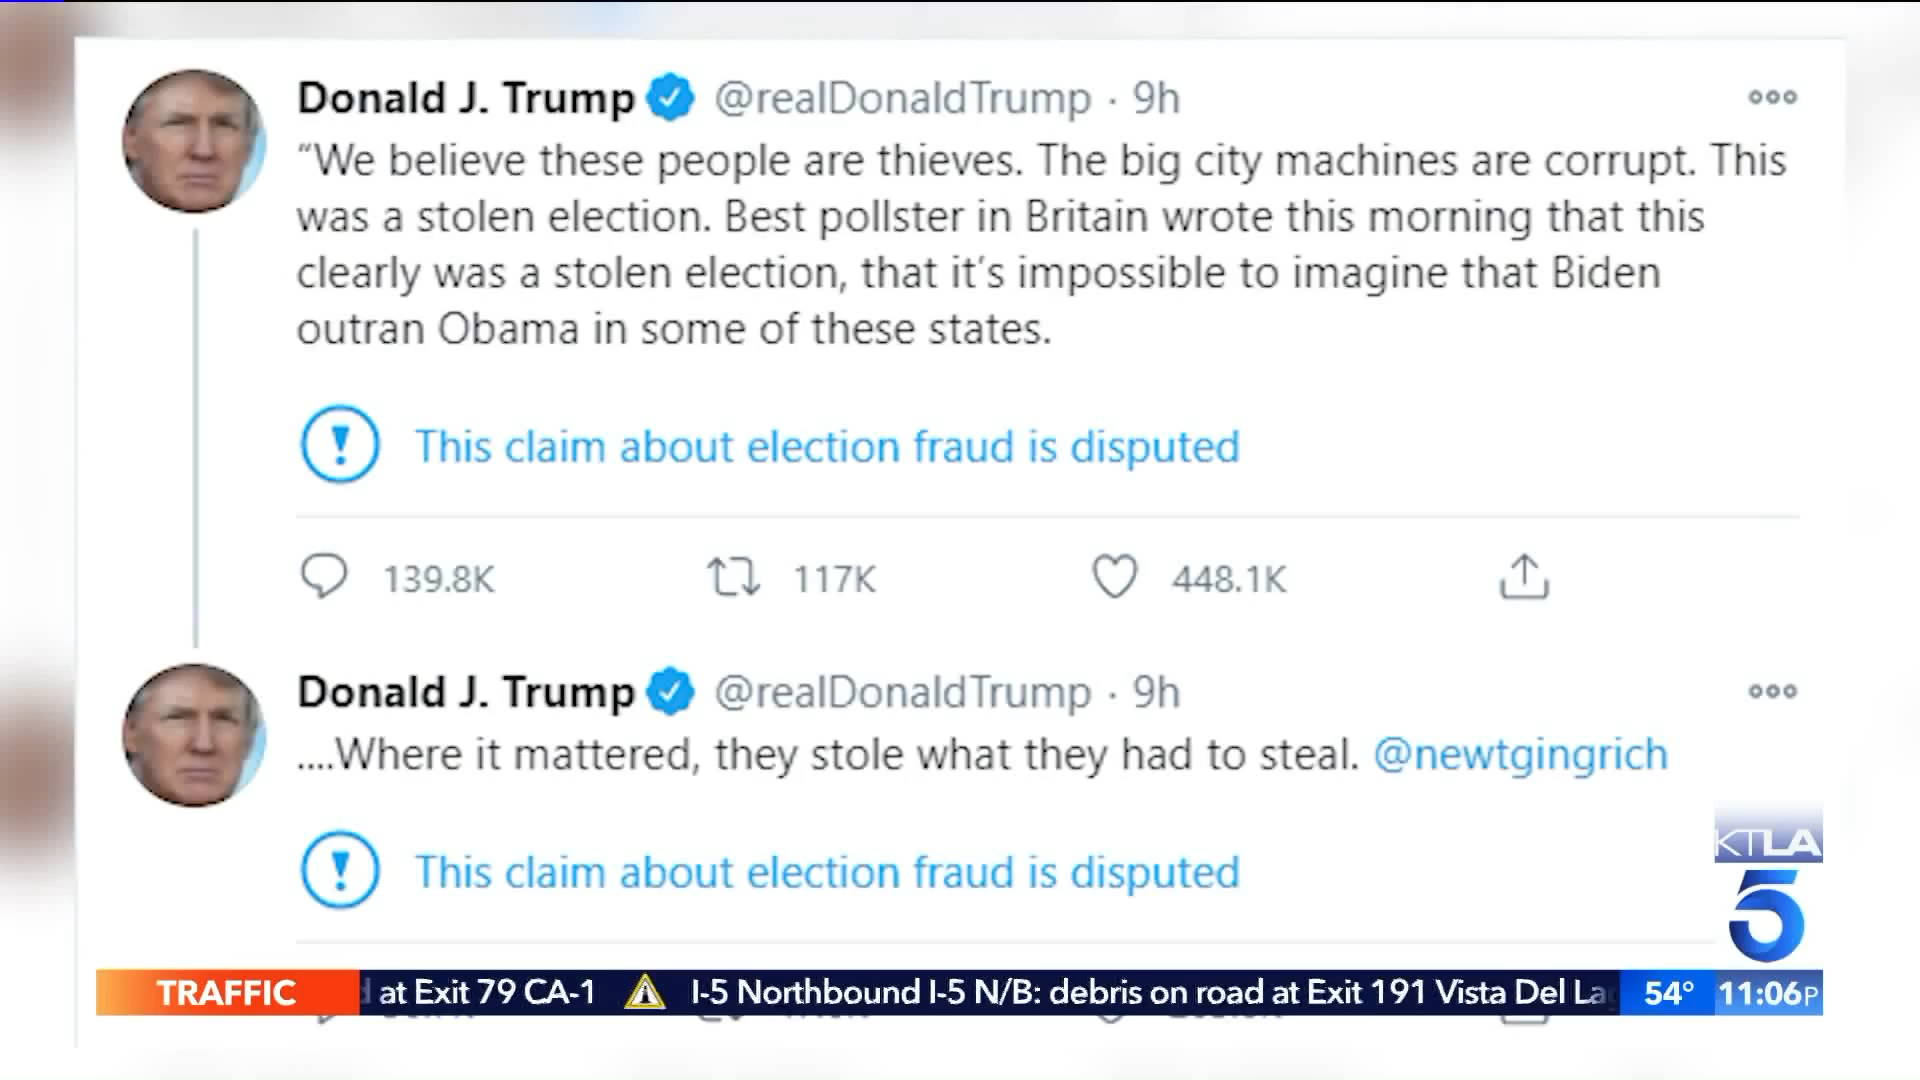 Donald J. Trump @realDonaldTrump · 9h
“We believe these people are thieves. The big city machines are corrupt. This
was a stolen election. Best pollster in Britain wrote this morning that this
clearly was a stolen election, that it’s impossible to imagine that Biden
outran Obama in some of these states.
This claim about election fraud is disputed
139.8K 117K 448.1K
Donald J. Trump @realDonaldTrump · 9h
....Where it mattered, they stole what they had to steal. @newtgingrich
This claim about election fraud is disputed
KTLA
5
TRAFFIC at Exit 79 CA-1 I-5 Northbound I-5 N/B: debris on road at Exit 191 Vista Del 54° 11:06P